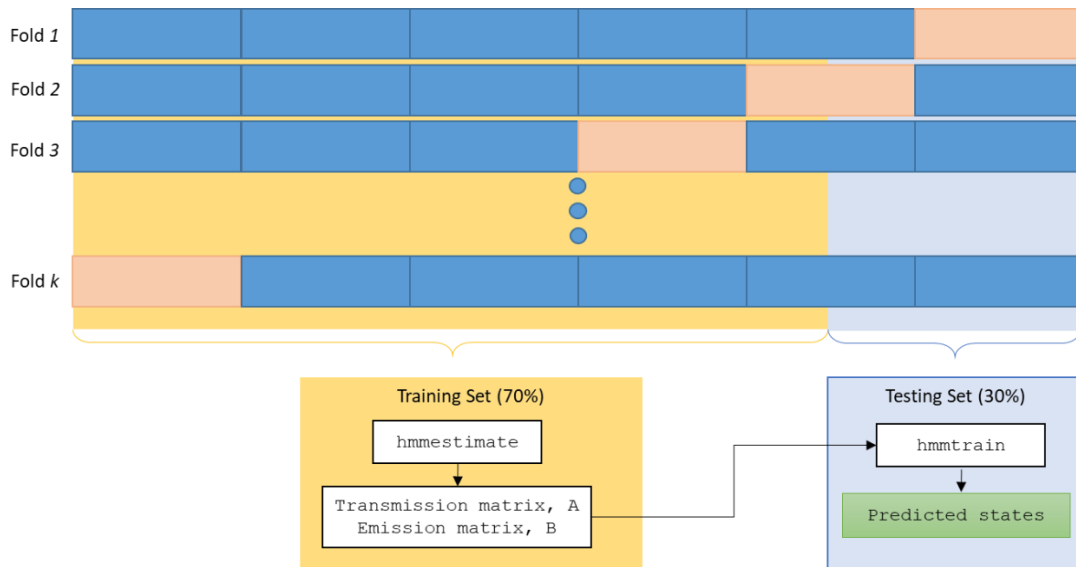 Fold 1
Fold 2
Fold 3
Fold k
Training Set (70%)
hmmestimate
Transmission matrix, A
Emission matrix, B
Testing Set (30%)
hmmtrain
Predicted states